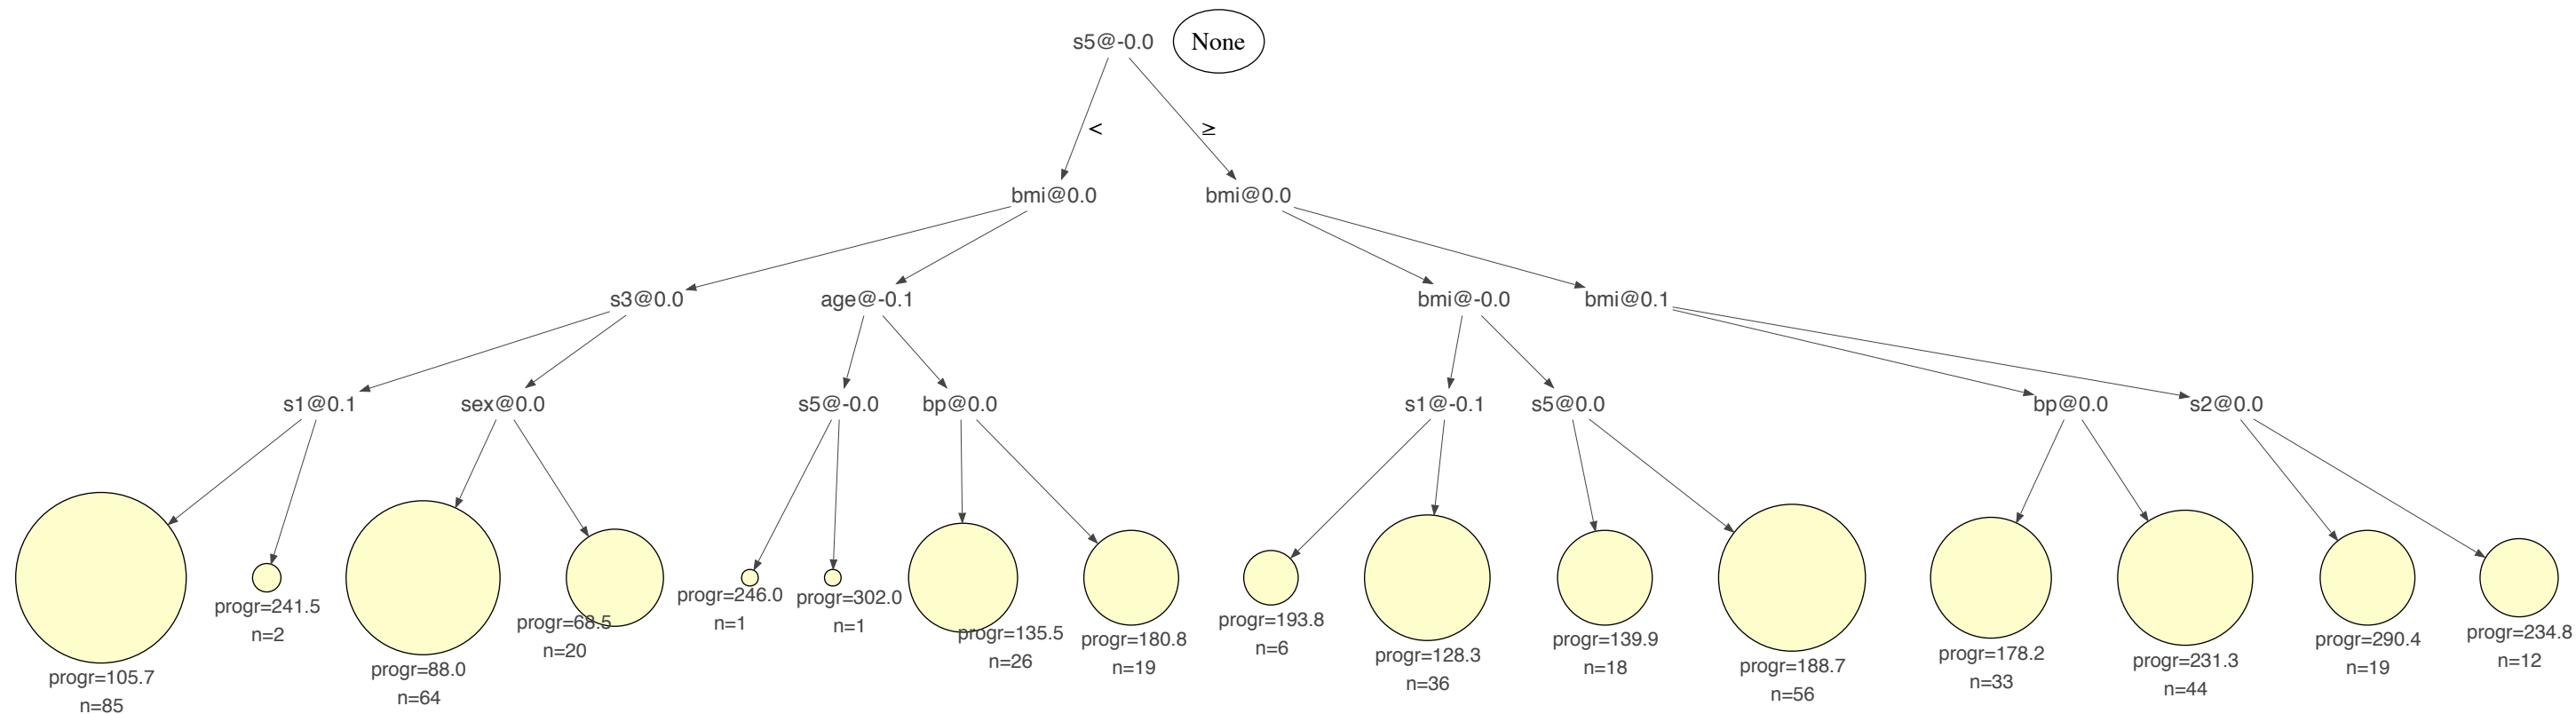 s5@-0.0
None
<
≥
bmi@0.0
bmi@0.0
s3@0.0
age@-0.1
bmi@-0.0
bmi@0.1
s1@0.1
sex@0.0
s5@-0.0
bp@0.0
s1@-0.1
s5@0.0
bp@0.0
s2@0.0
progr=105.7
n=85
progr=241.5
n=2
progr=88.0
n=64
progr=68.5
n=20
progr=246.0
n=1
progr=302.0
n=1
progr=135.5
n=26
progr=180.8
n=19
progr=193.8
n=6
progr=128.3
n=36
progr=139.9
n=18
progr=188.7
n=56
progr=178.2
n=33
progr=231.3
n=44
progr=290.4
n=19
progr=234.8
n=12